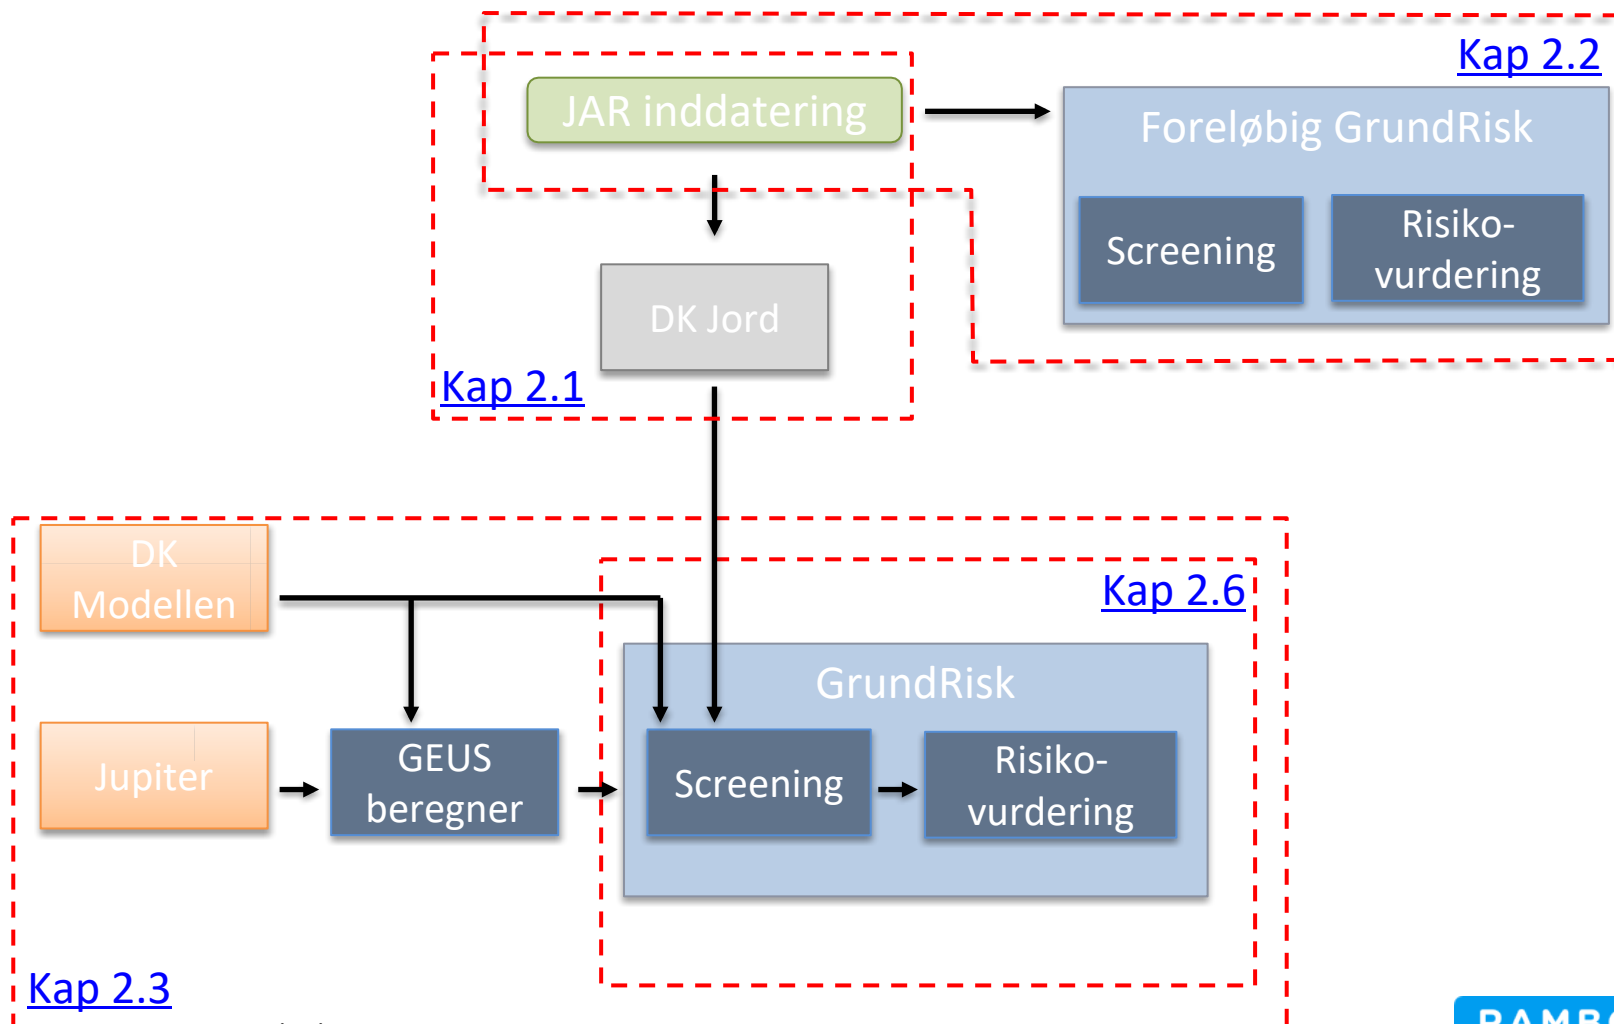 Kap 2.2
JAR inddatering
Foreløbig GrundRisk
Screening
Risiko-
vurdering
DK Jord
Kap 2.1
DK
Modellen
Kap 2.6
GrundRisk
Jupiter
GEUS
beregner
Screening
Risiko-
vurdering
Kap 2.3